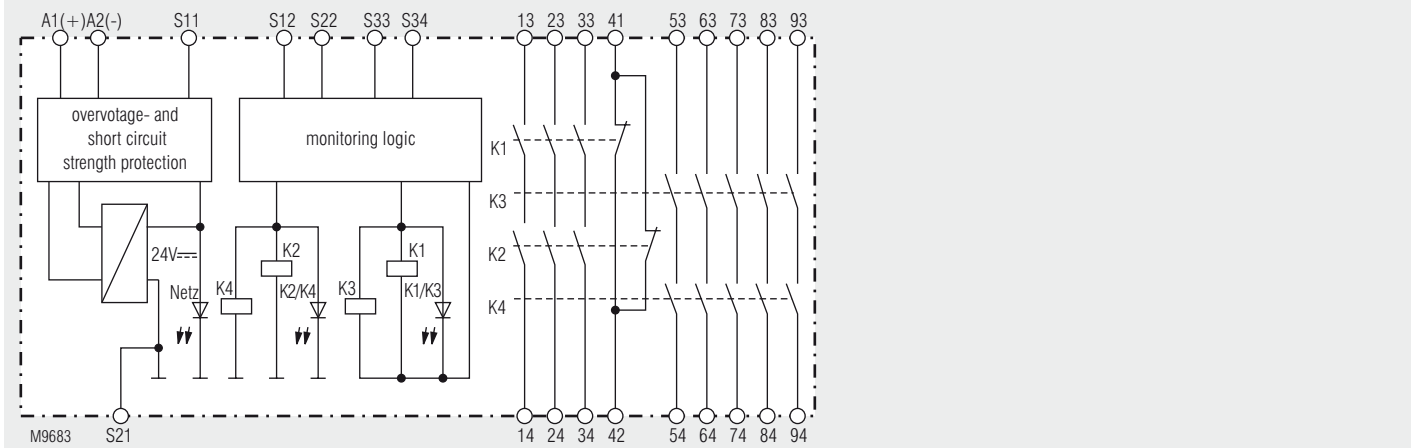 A1(+) A2(-) S11 S12 S22 S33 S34 13 23 33 41 53 63 73 83 93
overvotage- and
short circuit
strength protection
monitoring logic
K1
K3
24V
K2
K1
K2
Netz
K4
K2/K4
K3
K1/K3
K4
14 24 34 42 54 64 74 84 94
M9683
S21